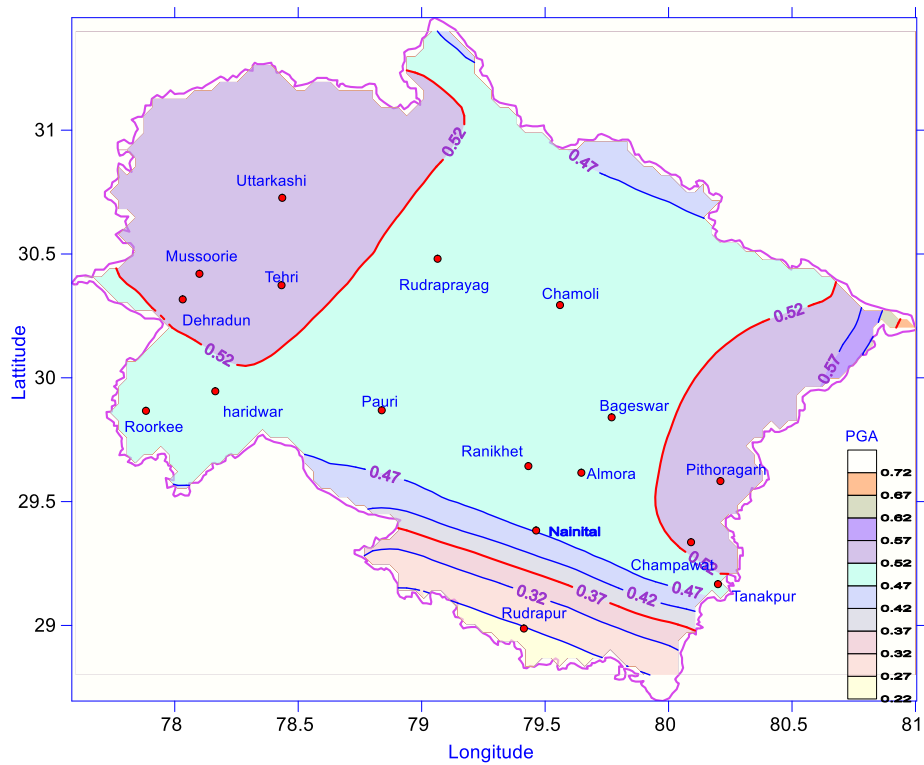 31
30.5
30
29.5
29
Lattitude
0.52
0.47
Uttarkashi
Mussoorie
Tehri
Rudraprayag
Chamoli
Dehradun
0.52
0.52
0.57
haridwar
Pauri
Bageswar
Roorkee
PGA
Ranikhet
Almora
Pithoragarh
0.47
Nainital
0.52
Champawat
0.47
Tanakpur
0.32
0.37
0.42
Rudrapur
0.72
0.67
0.62
0.57
0.52
0.47
0.42
0.37
0.32
0.27
0.22
78
78.5
79
79.5
80
80.5
81
Longitude